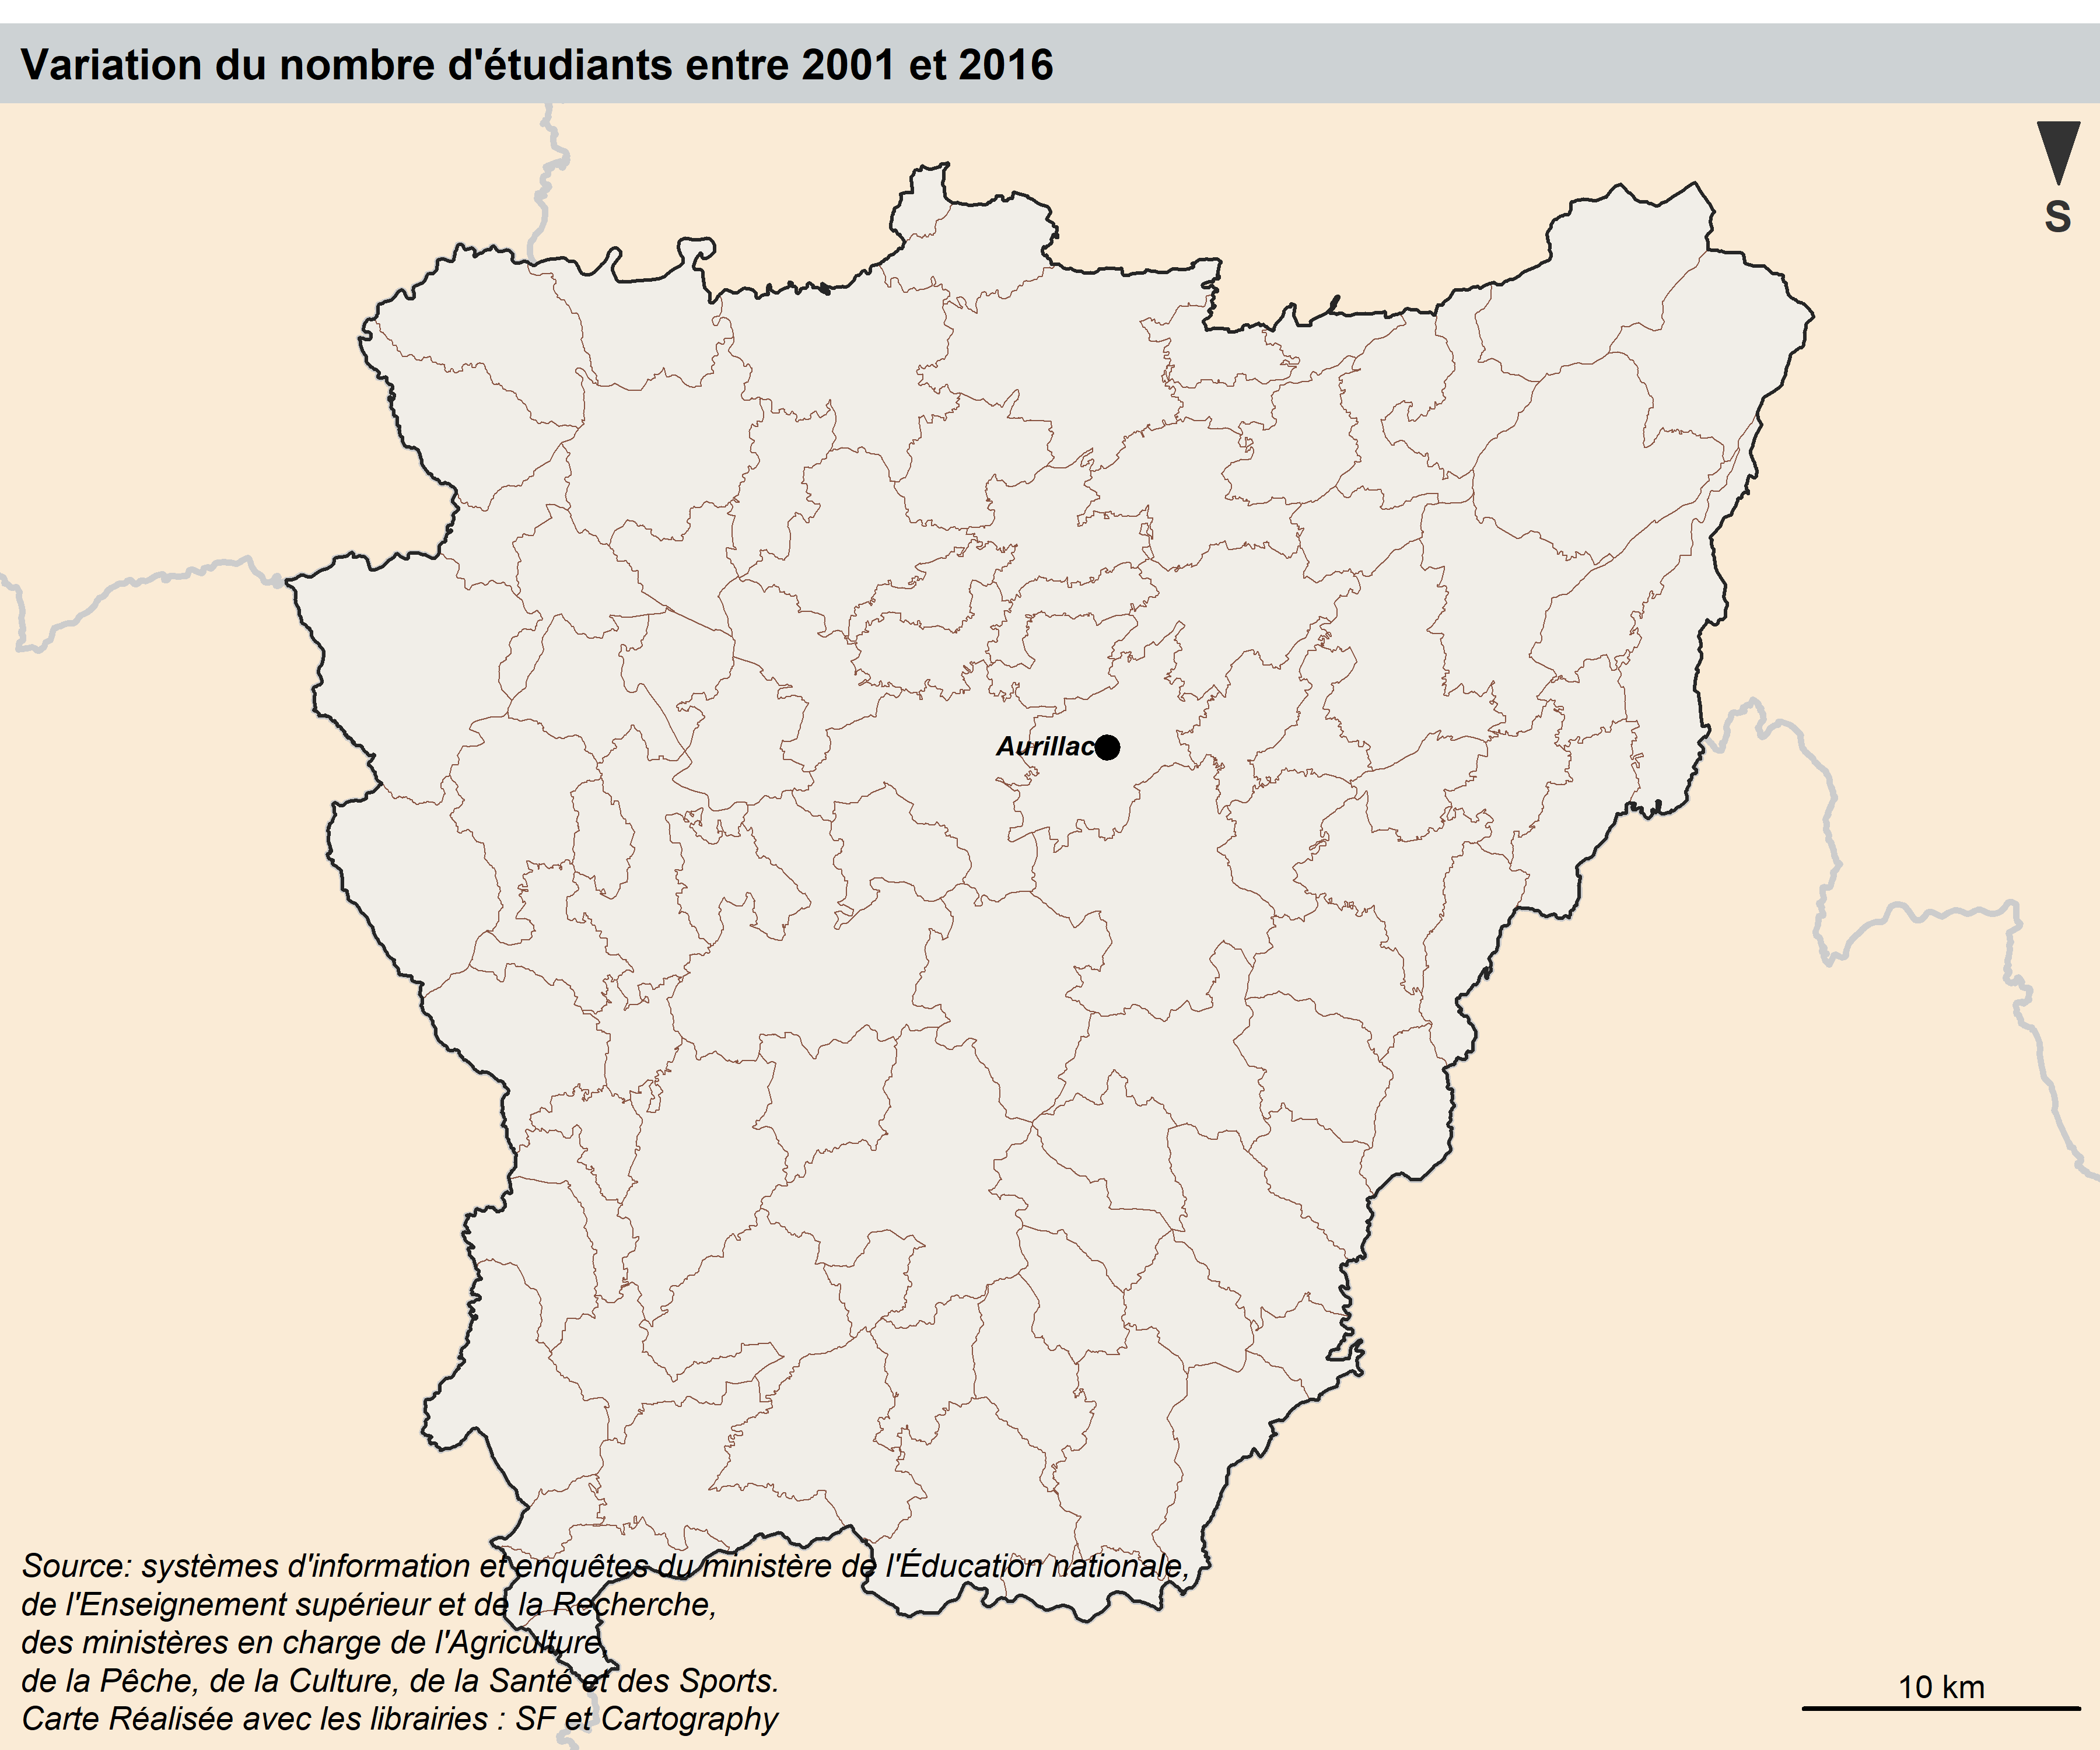 Variation du nombre d'étudiants entre 2001 et 2016
S
Aurillac
Source: systèmes d'information et enquêtes du ministère de l'Éducation nationale,
de l'Enseignement supérieur et de la Recherche,
des ministères en charge de l'Agriculture,
de la Pêche, de la Culture, de la Santé et des Sports.
Carte Réalisée avec les librairies : SF et Cartography
10 km